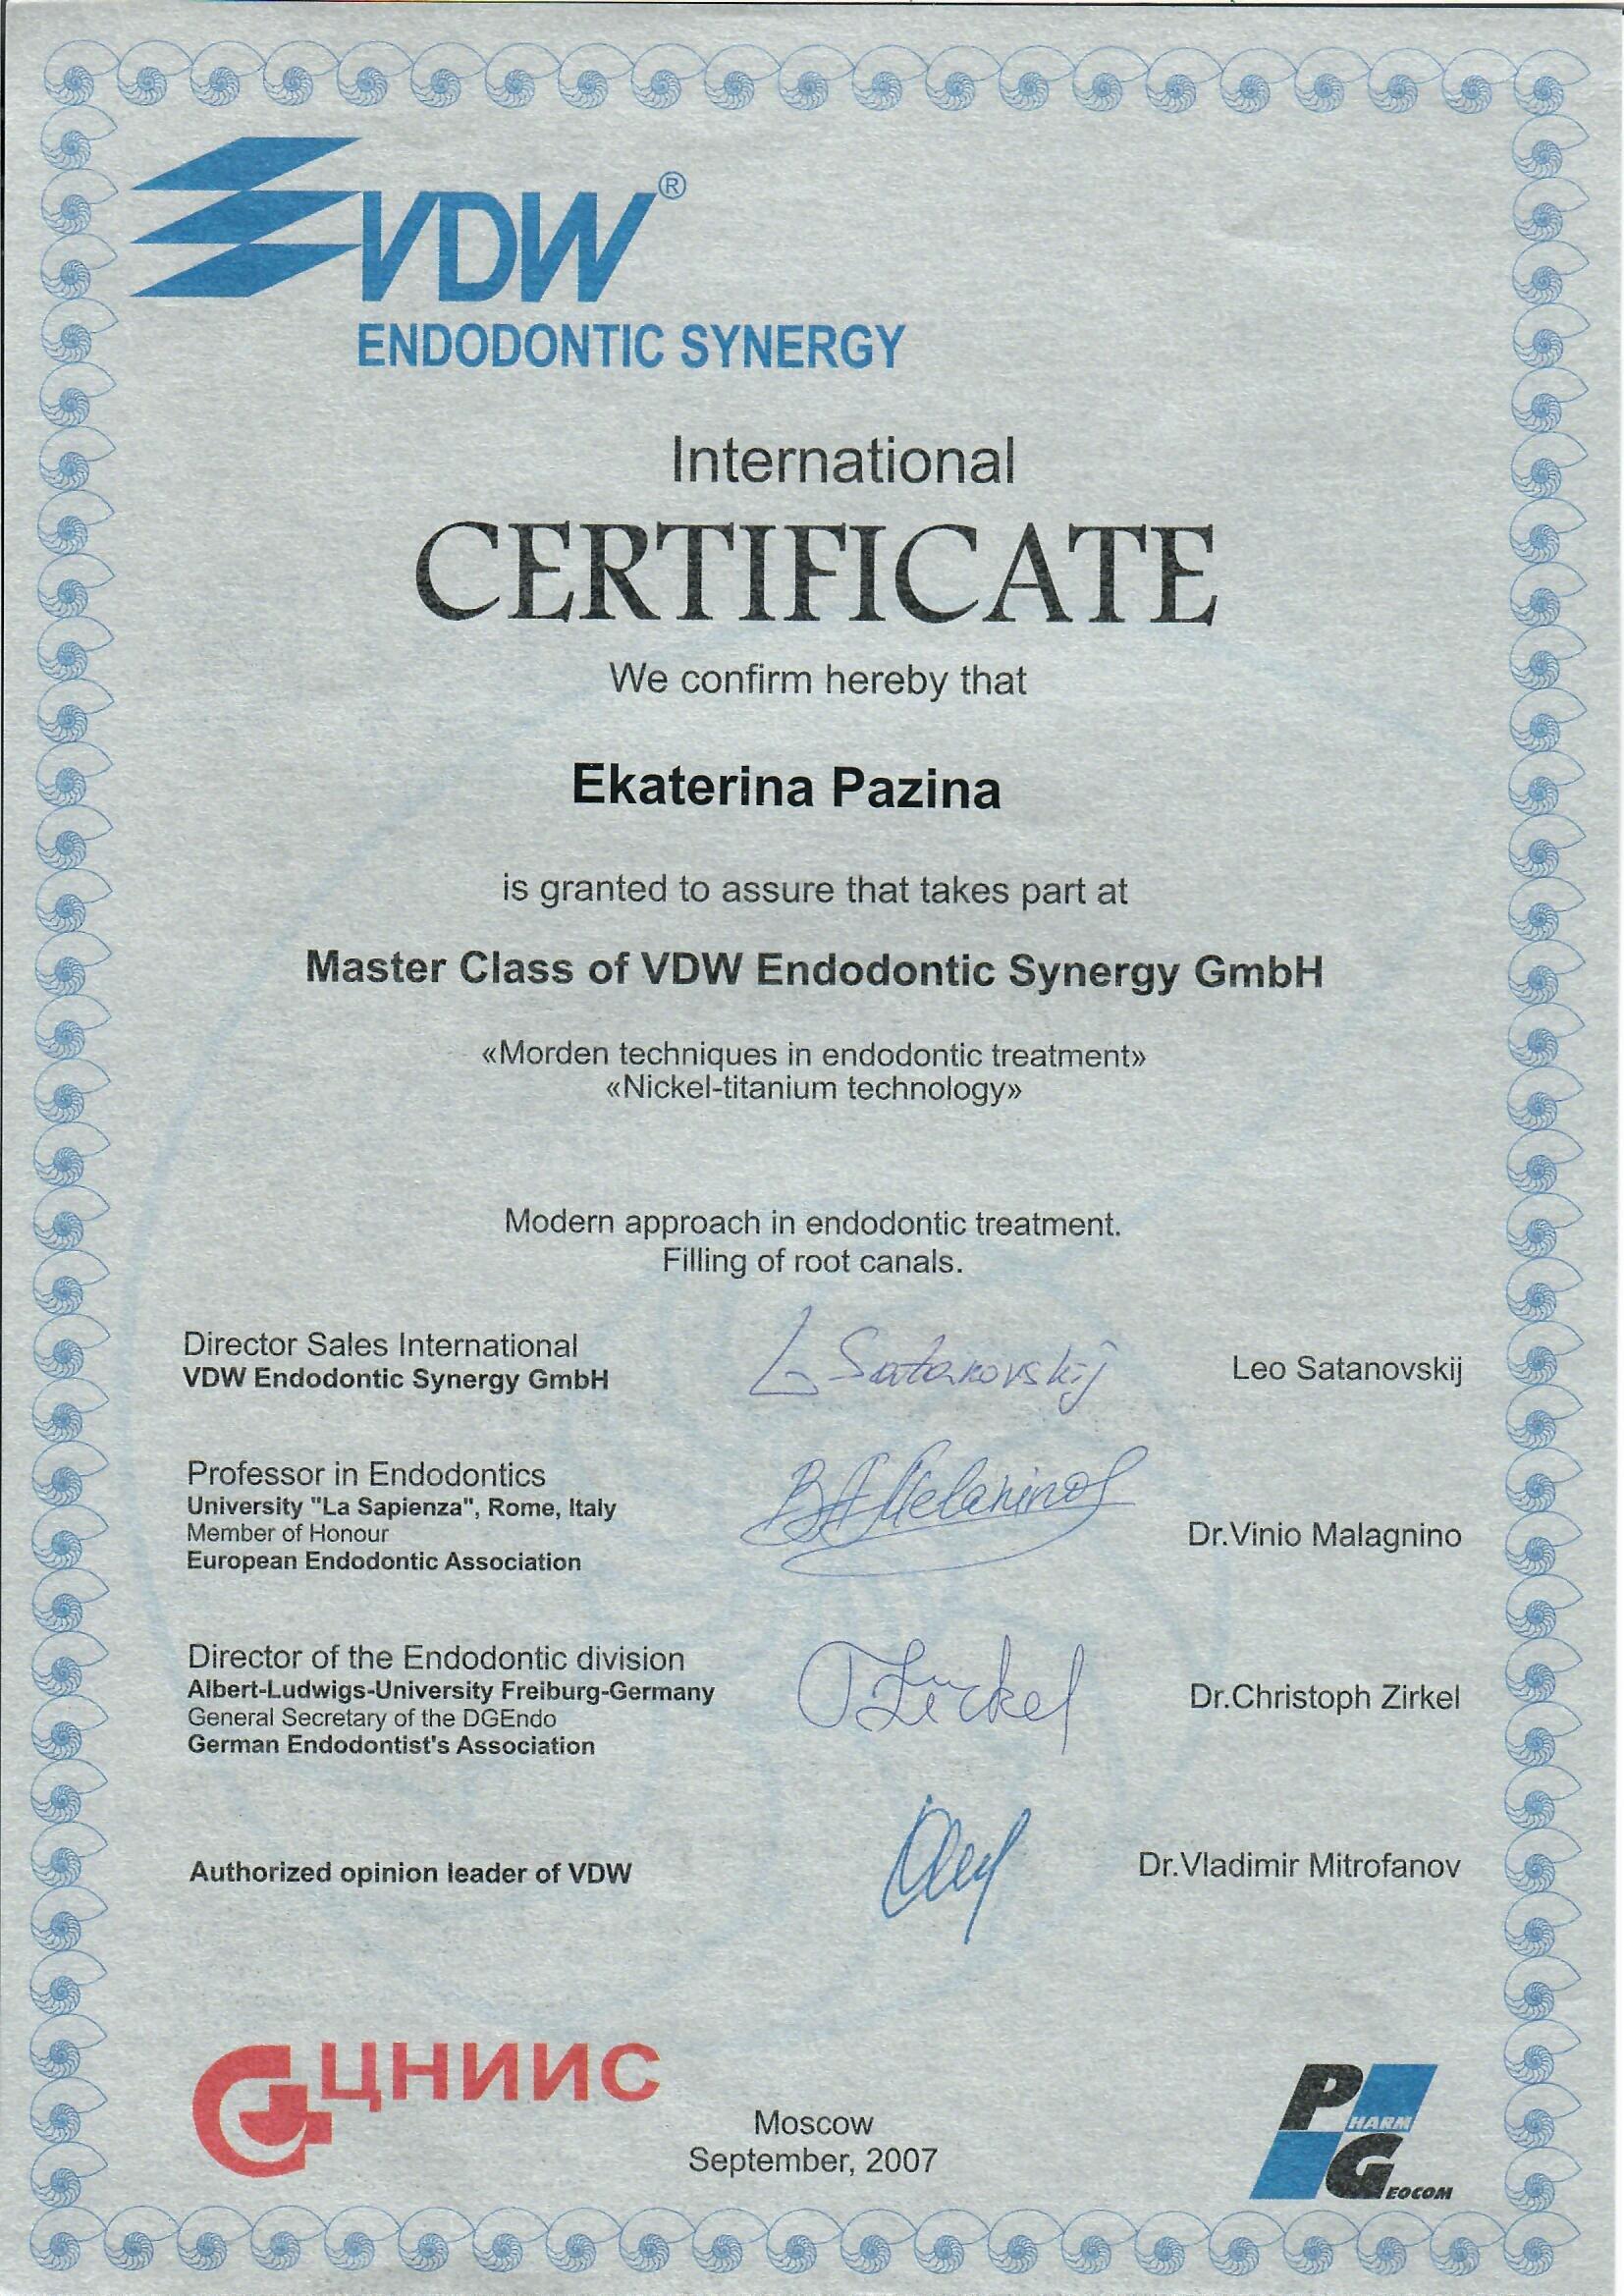 VDW®
ENDODONTIC SYNERGY
International
CERTIFICATE
We confirm hereby that
Ekaterina Pazina
is granted to assure that takes part at
Master Class of VDW Endodontic Synergy GmbH
«Morden techniques in endodontic treatment»
«Nickel-titanium technology»
Modern approach in endodontic treatment.
Filling of root canals.
Director Sales International
VDW Endodontic Synergy GmbH
L Satanovskij
Leo Satanovskij
Professor in Endodontics
University "La Sapienza", Rome, Italy
Member of Honour
European Endodontic Association
Dr.Vinio Malagnino
Director of the Endodontic division
Albert-Ludwigs-University Freiburg-Germany
General Secretary of the DGEndo
German Endodontist's Association
Zirkel
Dr.Christoph Zirkel
Authorized opinion leader of VDW
Dr.Vladimir Mitrofanov
ЦНИИС
Moscow
September, 2007
PHARM
GEOCOM